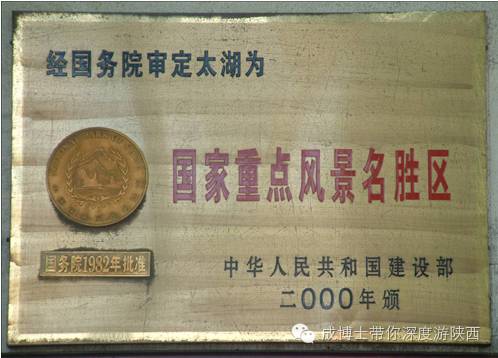 经国务院审定太湖为
国家重点风景名胜区
国务院1982年批准
中华人民共和国建设部
二000年颁
成博士带你深度游陕西